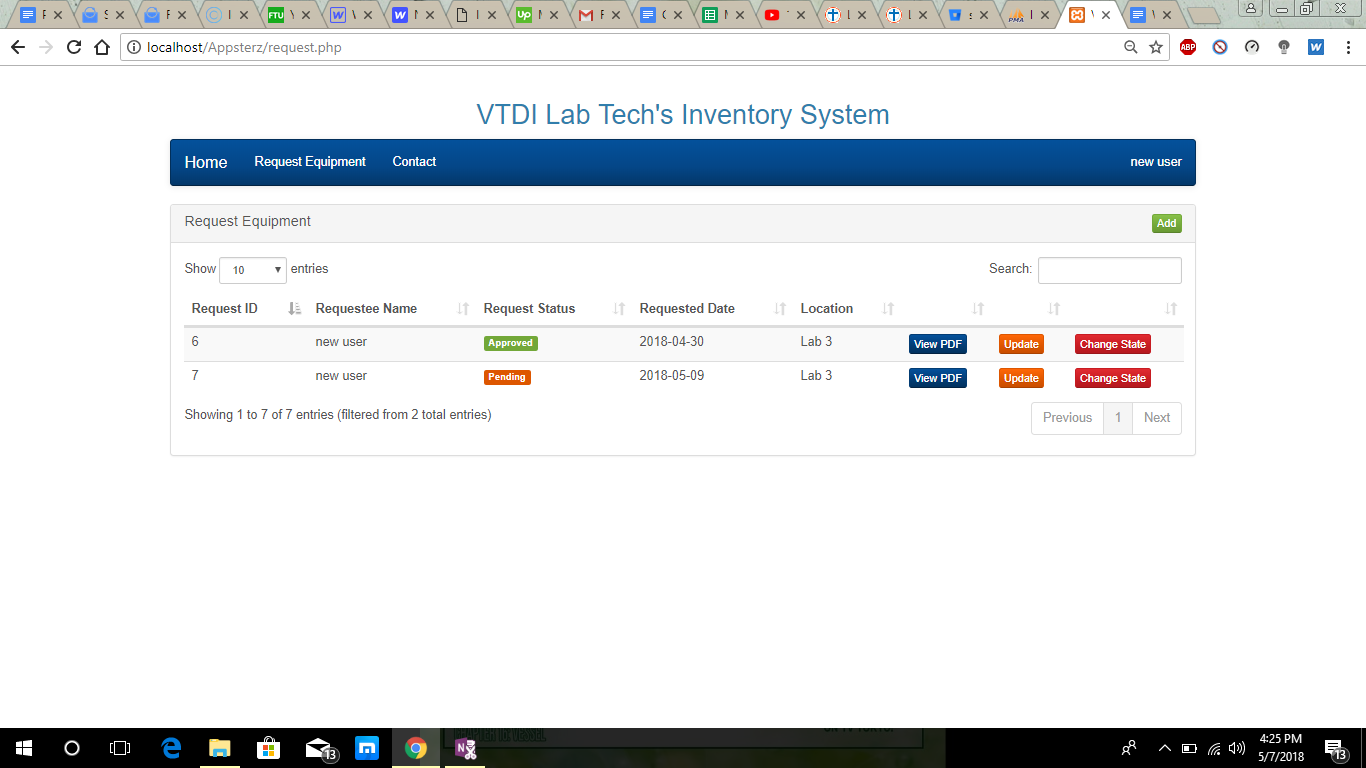 localhost/Appsterz/request.php
VTDI Lab Tech's Inventory System
Home Request Equipment Contact new user
Request Equipment Add
Show 10 entries Search:
Request ID Requestee Name Request Status Requested Date Location
6 new user Approved 2018-04-30 Lab 3 View PDF Update Change State
7 new user Pending 2018-05-09 Lab 3 View PDF Update Change State
Showing 1 to 7 of 7 entries (filtered from 2 total entries) Previous 1 Next
4:25 PM
5/7/2018
13
13